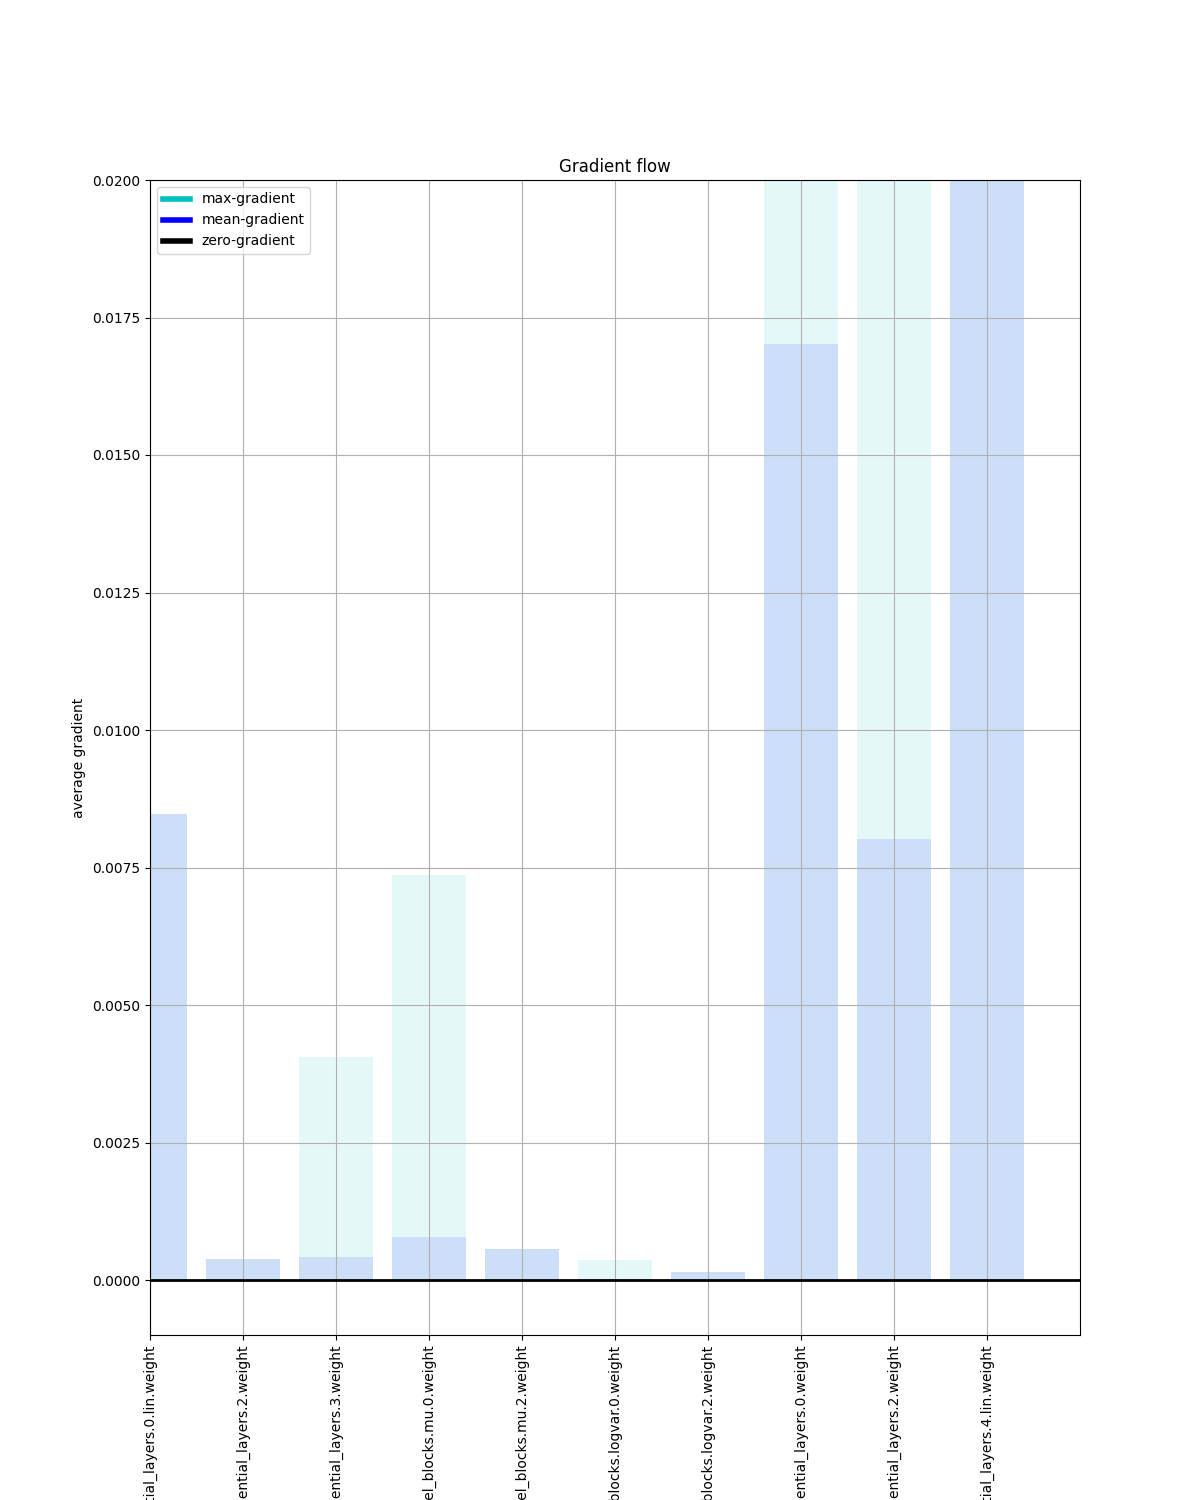 Gradient flow
max-gradient
mean-gradient
zero-gradient
average gradient
0.0200
0.0175
0.0150
0.0125
0.0100
0.0075
0.0050
0.0025
0.0000
tial_layers.0.lin.weight
ential_layers.2.weight
ential_layers.3.weight
el_blocks.mu.0.weight
el_blocks.mu.2.weight
blocks.logvar.0.weight
blocks.logvar.2.weight
ential_layers.0.weight
ential_layers.2.weight
tial_layers.4.lin.weight